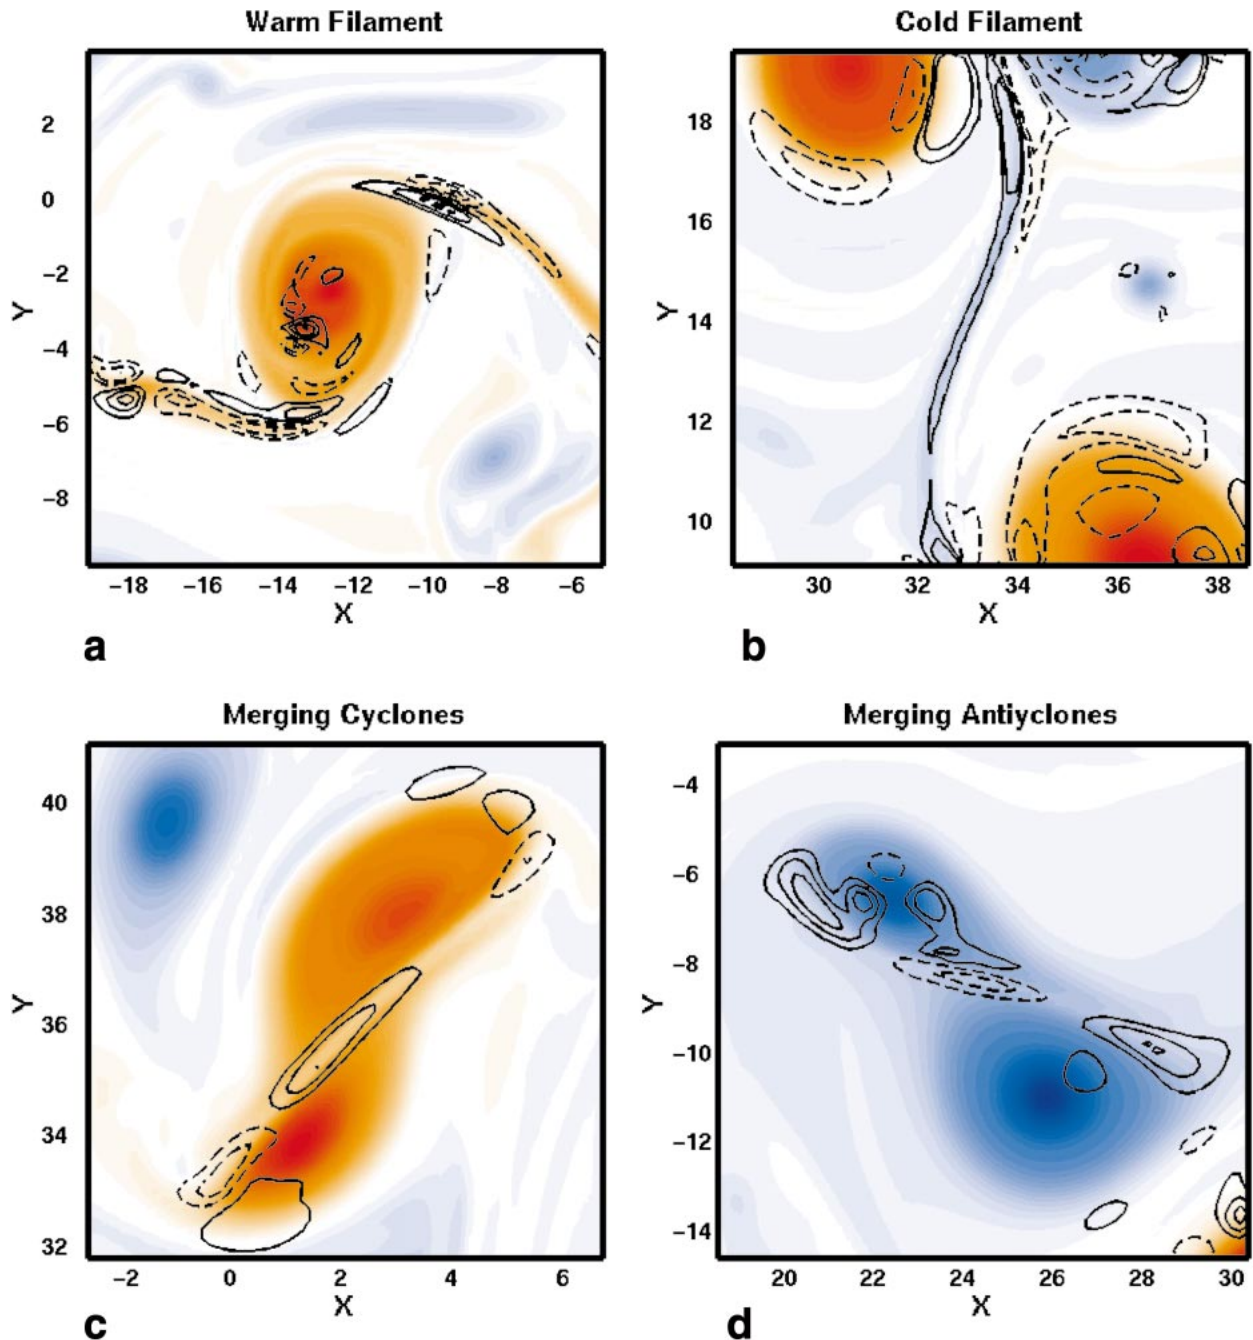 Warm Filament
Cold Filament
2
0
−2
−4
−6
−8
Y
−18 −16 −14 −12 −10 −8 −6
X
a
18
16
14
12
10
Y
30 32 34 36 38
X
b
Merging Cyclones
Merging Antiyclones
40
38
36
34
32
Y
−2 0 2 4 6
X
c
−4
−6
−8
−10
−12
−14
Y
20 22 24 26 28 30
X
d